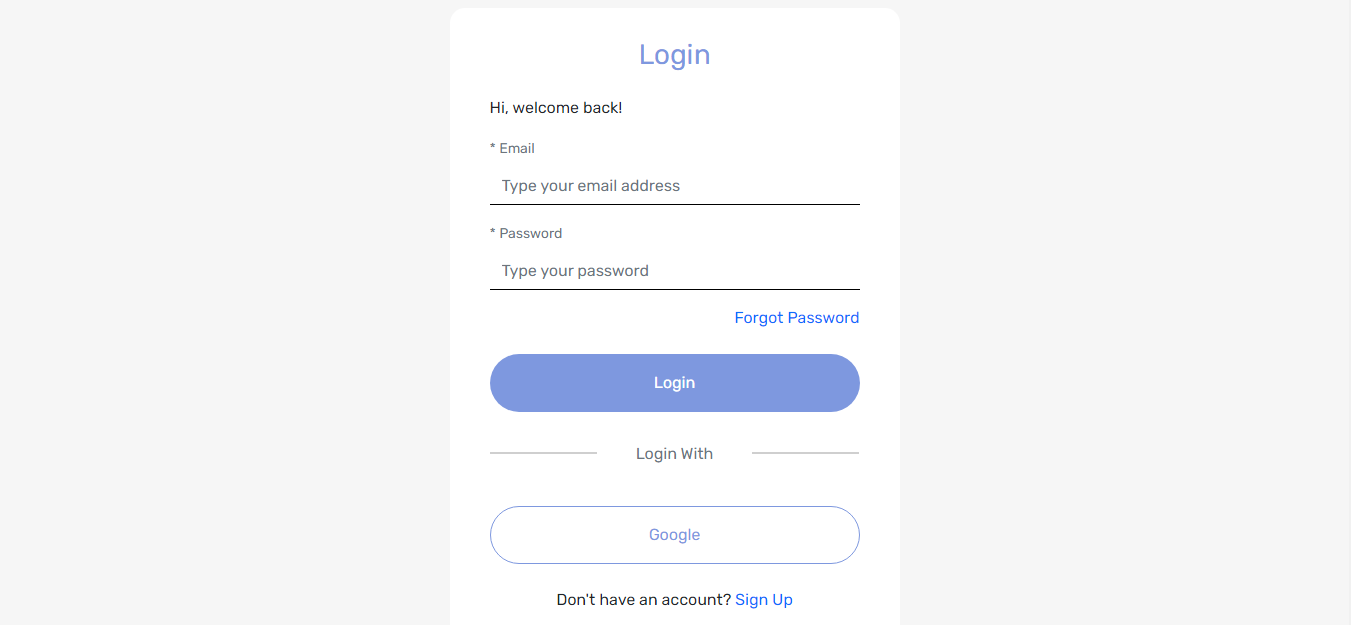 Login
Hi, welcome back!
* Email
Type your email address
* Password
Type your password
Forgot Password
Login
Login With
Google
Don't have an account? Sign Up